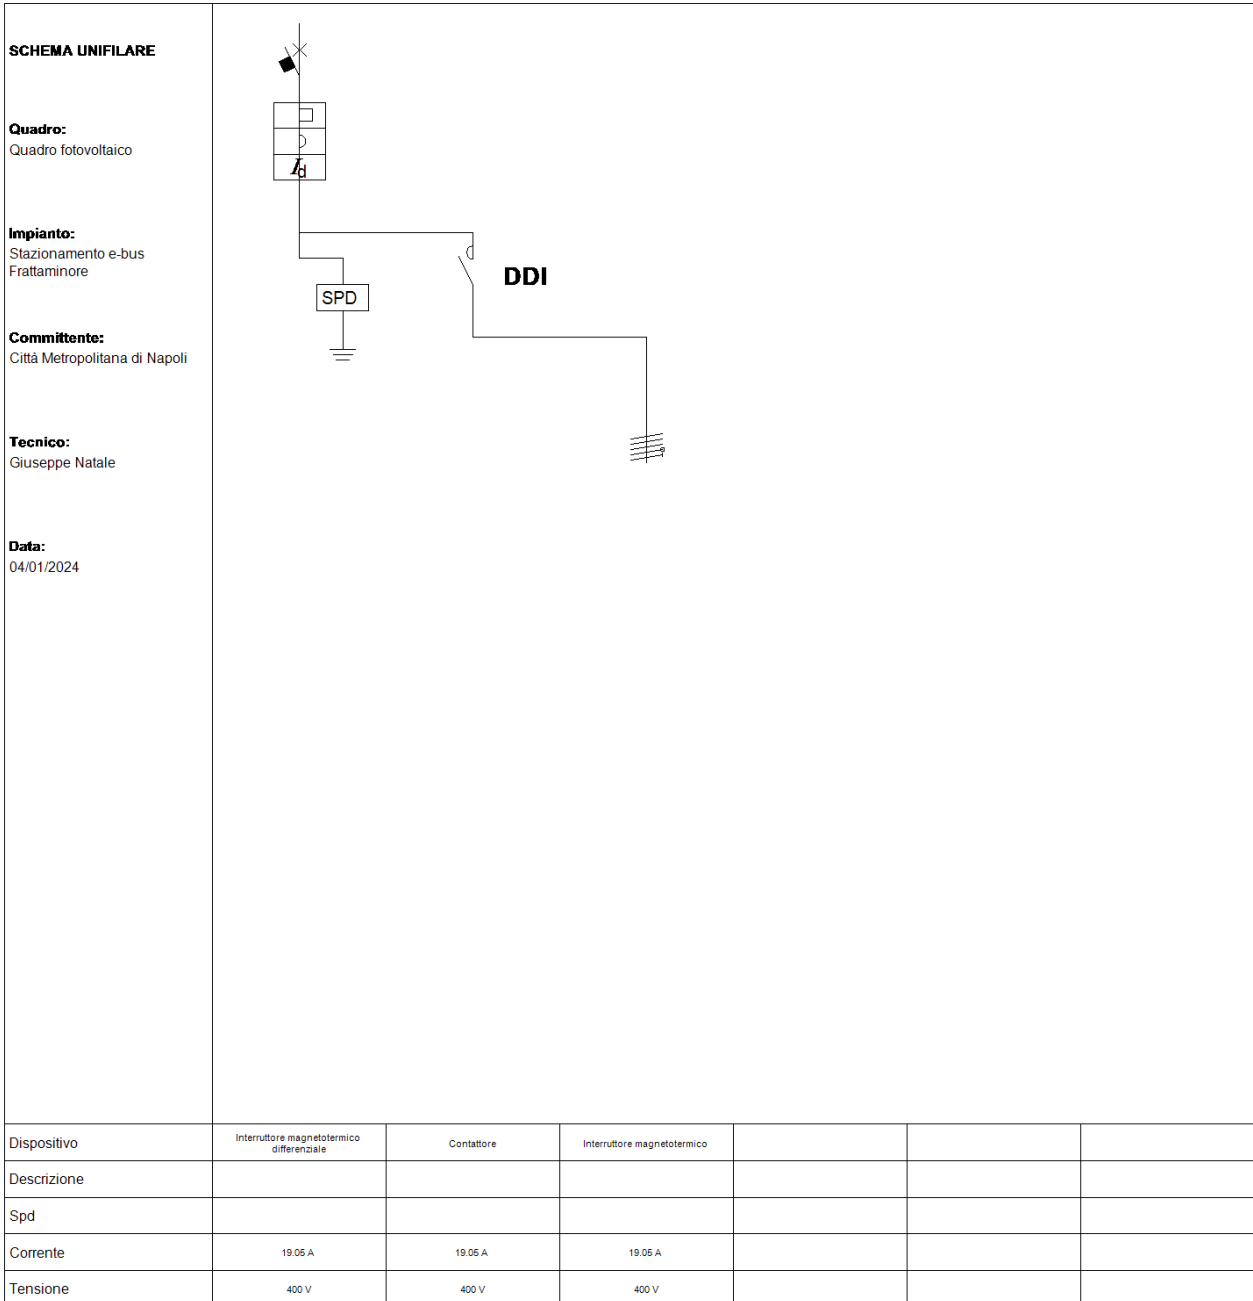 SCHEMA UNIFILARE
Quadro:
Quadro fotovoltaico
Impianto:
Stazionamento e-bus
Frattaminore
Committente:
Città Metropolitana di Napoli
Tecnico:
Giuseppe Natale
Data:
04/01/2024
Id
SPD
DDI
Dispositivo
Interruttore magnetotermico
differenziale
Contattore
Interruttore magnetotermico
Descrizione
Spd
Corrente
19.05 A
19.05 A
19.05 A
Tensione
400 V
400 V
400 V